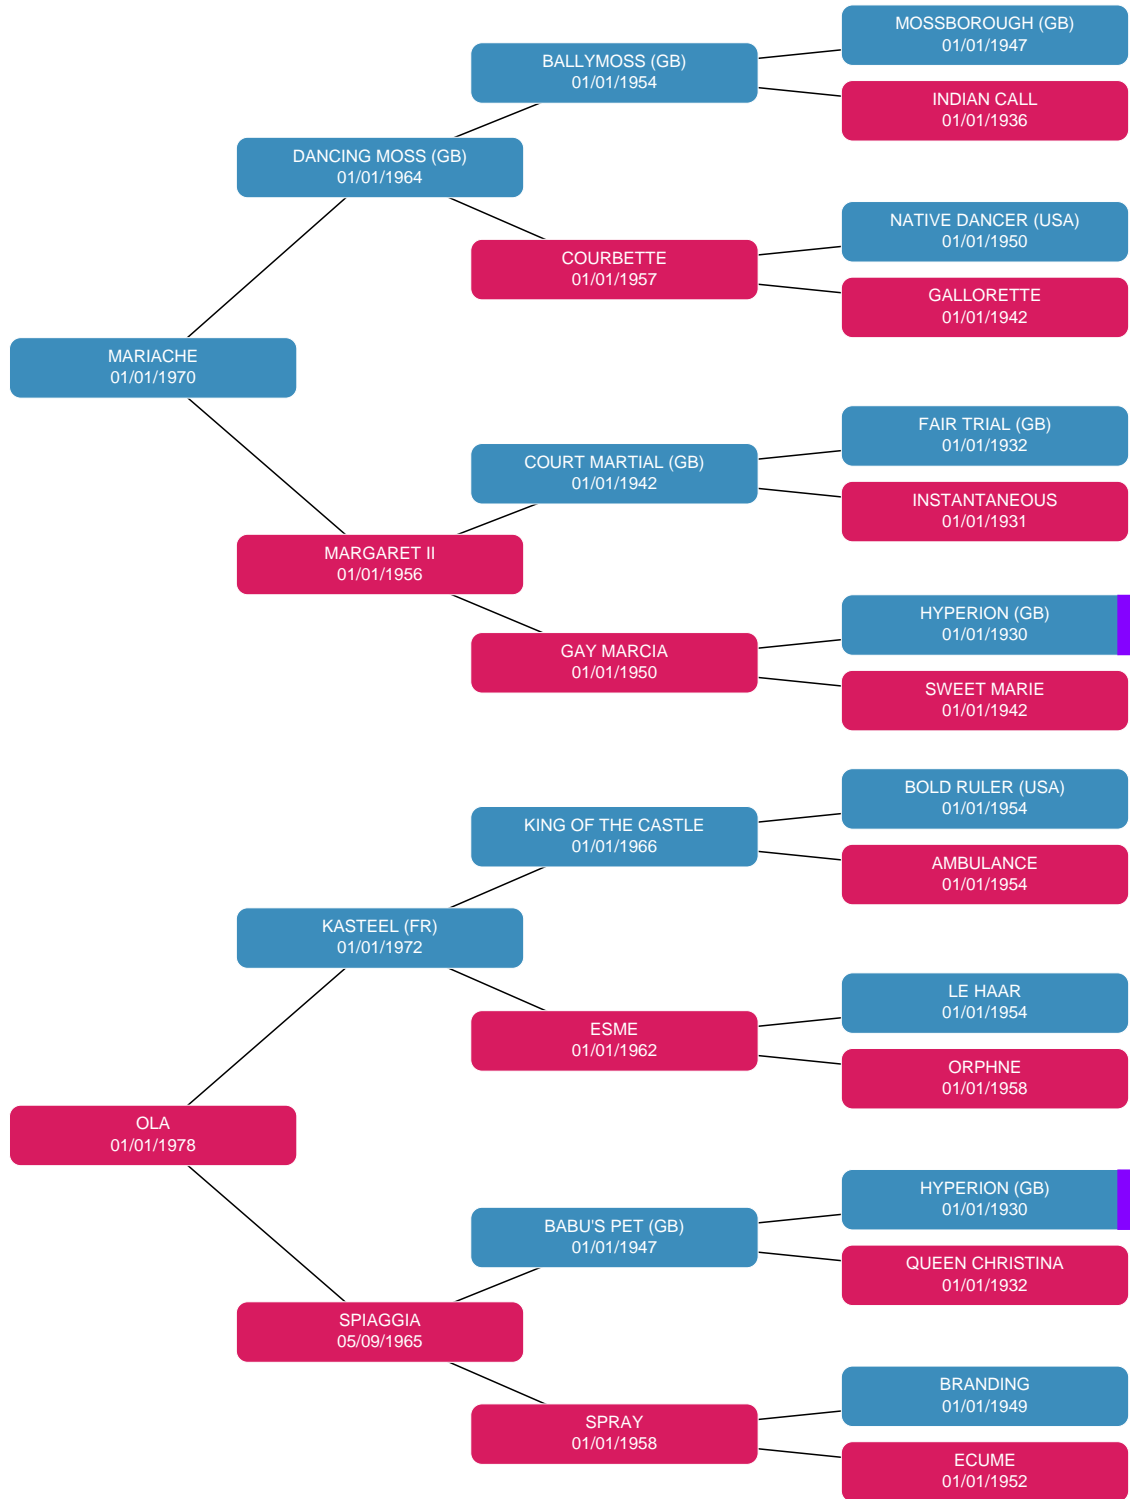 MOSSBOROUGH (GB)
01/01/1947
BALLYMOSS (GB)
01/01/1954
INDIAN CALL
01/01/1936
DANCING MOSS (GB)
01/01/1964
NATIVE DANCER (USA)
01/01/1950
COURBETTE
01/01/1957
GALLORETTE
01/01/1942
MARIACHE
01/01/1970
FAIR TRIAL (GB)
01/01/1932
COURT MARTIAL (GB)
01/01/1942
INSTANTANEOUS
01/01/1931
MARGARET II
01/01/1956
HYPERION (GB)
01/01/1930
GAY MARCIA
01/01/1950
SWEET MARIE
01/01/1942
BOLD RULER (USA)
01/01/1954
KING OF THE CASTLE
01/01/1966
AMBULANCE
01/01/1954
KASTEEL (FR)
01/01/1972
LE HAAR
01/01/1954
ESME
01/01/1962
ORPHNE
01/01/1958
OLA
01/01/1978
HYPERION (GB)
01/01/1930
BABU'S PET (GB)
01/01/1947
QUEEN CHRISTINA
01/01/1932
SPIAGGIA
05/09/1965
BRANDING
01/01/1949
SPRAY
01/01/1958
ECUME
01/01/1952